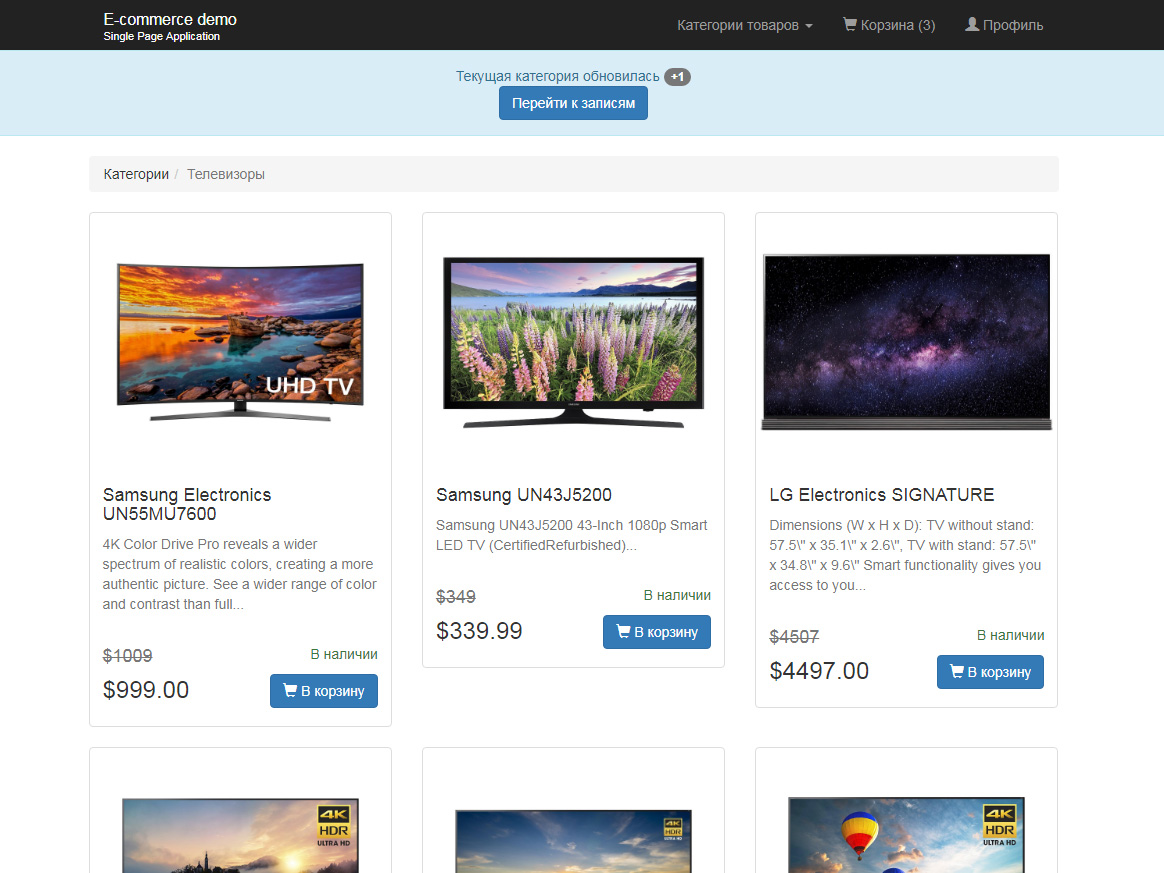 E-commerce demo
Single Page Application
Категории товаров
Корзина (3)
Профиль
Текущая категория обновилась +1
Перейти к записям
Категории / Телевизоры
UHD TV
Samsung Electronics
UN55MU7600
4K Color Drive Pro reveals a wider
spectrum of realistic colors, creating a more
authentic picture. See a wider range of color
and contrast than full...
$1009
В наличии
$999.00
В корзину
Samsung UN43J5200
Samsung UN43J5200 43-Inch 1080p Smart
LED TV (CertifiedRefurbished)...
$349
В наличии
$339.99
В корзину
LG Electronics SIGNATURE
Dimensions (W x H x D): TV without stand:
57.5\" x 35.1\" x 2.6\", TV with stand: 57.5\"
x 34.8\" x 9.6\" Smart functionality gives you
access to you...
$4507
В наличии
$4497.00
В корзину
4K
HDR
ULTRA HD
4K
HDR
ULTRA HD
4K
HDR
ULTRA HD